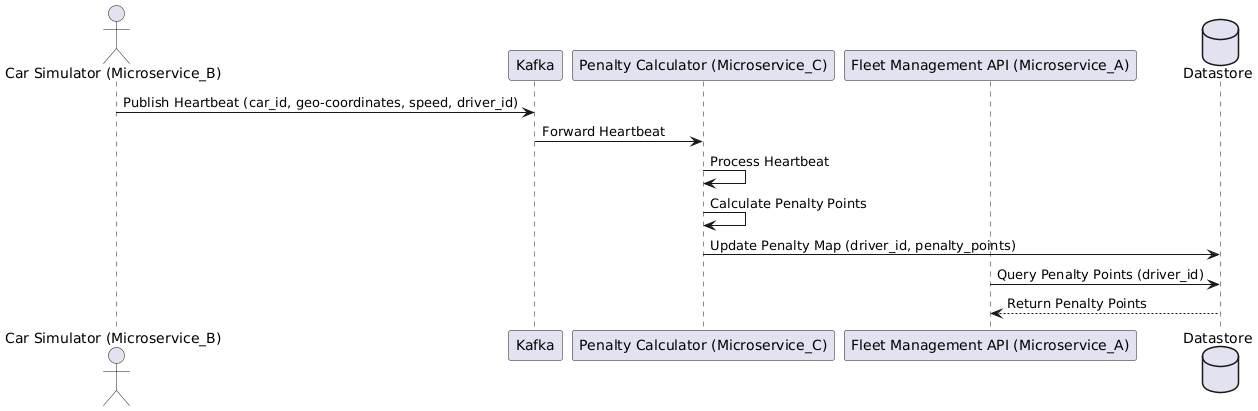 Car Simulator (Microservice_B)
Kafka
Penalty Calculator (Microservice_C)
Fleet Management API (Microservice_A)
Datastore
Publish Heartbeat (car_id, geo-coordinates, speed, driver_id)
Forward Heartbeat
Process Heartbeat
Calculate Penalty Points
Update Penalty Map (driver_id, penalty_points)
Query Penalty Points (driver_id)
Return Penalty Points
Car Simulator (Microservice_B)
Kafka
Penalty Calculator (Microservice_C)
Fleet Management API (Microservice_A)
Datastore